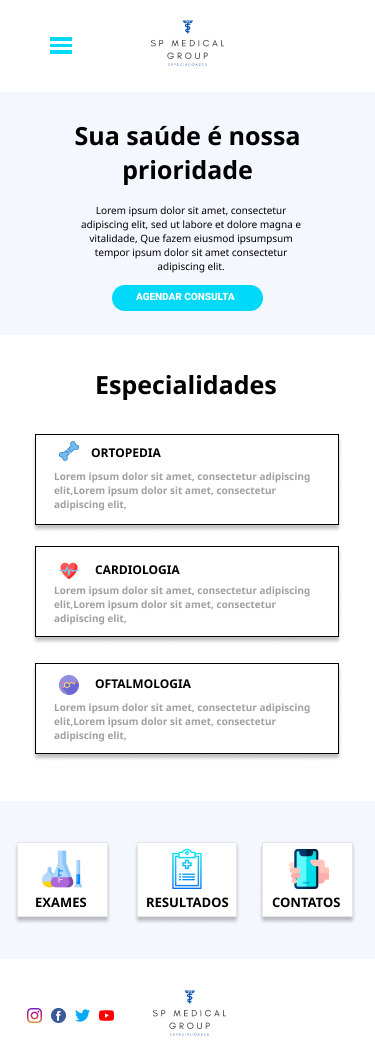 SP MEDICAL
GROUP
ESPECIALIDADES
Sua saúde é nossa
prioridade
Lorem ipsum dolor sit amet, consectetur
adipiscing elit, sed ut labore et dolore magna e
vitalidade, Que fazem eiusmod ipsumpsum
tempor ipsum dolor sit amet consectetur
adipiscing elit.
AGENDAR CONSULTA
Especialidades
ORTOPEDIA
Lorem ipsum dolor sit amet, consectetur adipiscing
elit,Lorem ipsum dolor sit amet, consectetur
adipiscing elit,
CARDIOLOGIA
Lorem ipsum dolor sit amet, consectetur adipiscing
elit,Lorem ipsum dolor sit amet, consectetur
adipiscing elit,
OFTALMOLOGIA
Lorem ipsum dolor sit amet, consectetur adipiscing
elit,Lorem ipsum dolor sit amet, consectetur
adipiscing elit,
EXAMES
RESULTADOS
CONTATOS
SP MEDICAL
GROUP
ESPECIALIDADES